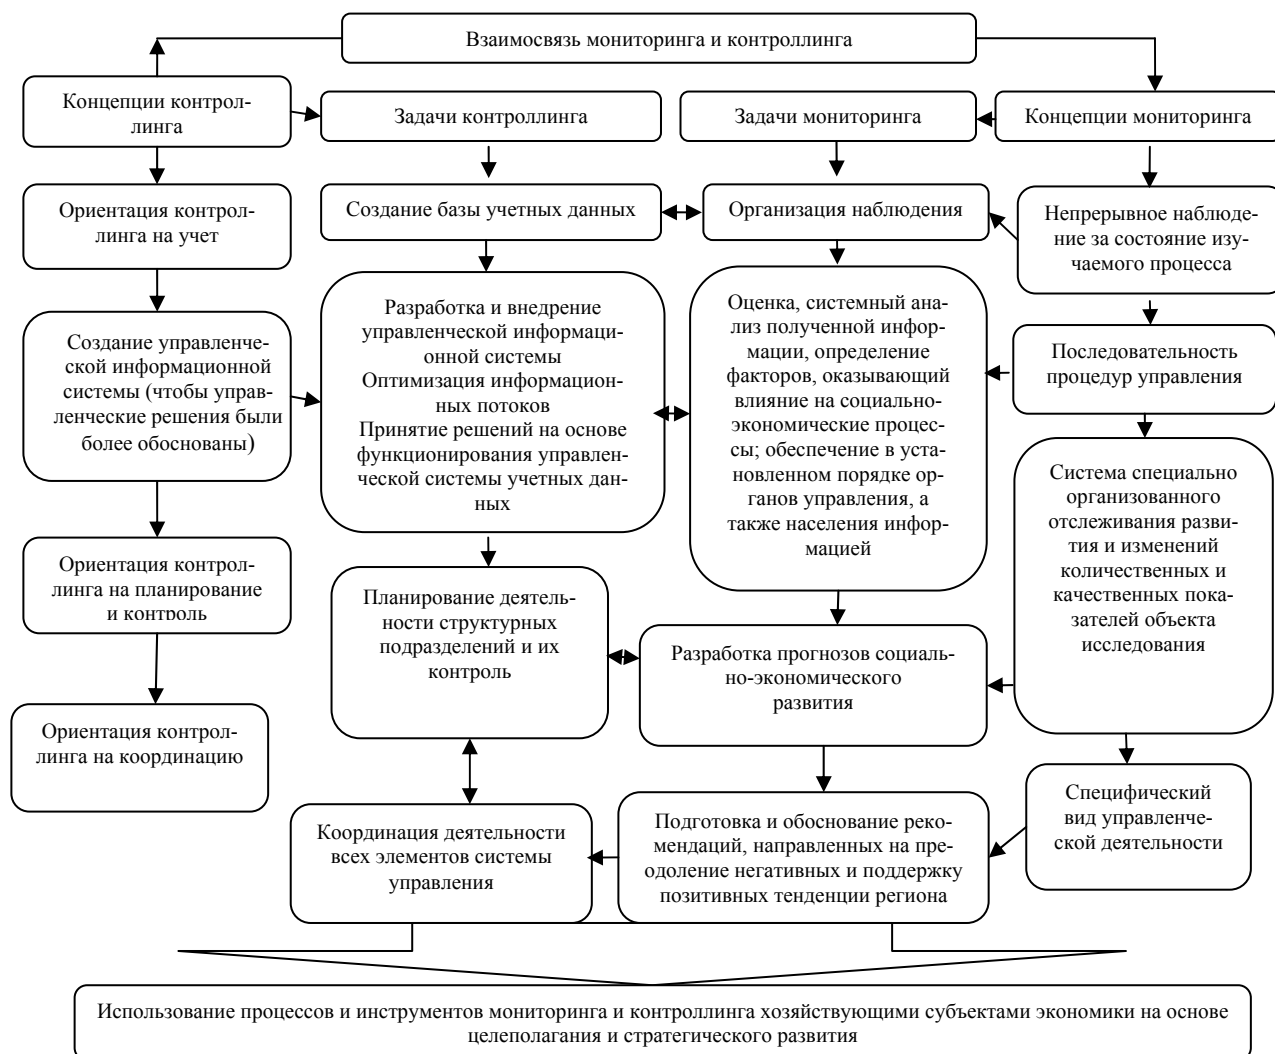 Взаимосвязь мониторинга и контроллинга
Концепции контрол-
линга
Задачи контроллинга
Задачи мониторинга
Концепции мониторинга
Ориентация контрол-
линга на учет
Создание базы учетных данных
Организация наблюдения
Непрерывное наблюде-
ние за состояние изу-
чаемого процесса
Создание управленче-
ской информационной
системы (чтобы управ-
ленческие решения были
более обоснованы)
Разработка и внедрение
управленческой информаци-
онной системы
Оптимизация информацион-
ных потоков
Принятие решений на основе
функционирования управлен-
ческой системы учетных дан-
ных
Оценка, системный ана-
лиз полученной инфор-
мации, определение
факторов, оказывающий
влияние на социально-
экономические процес-
сы; обеспечение в уста-
новленном порядке ор-
ганов управления, а
также населения инфор-
мацией
Последовательность
процедур управления
Система специально
организованного
отслеживания разви-
тия и изменений
количественных и
качественных пока-
зателей объекта
исследования
Ориентация контрол-
линга на планирование
и контроль
Планирование деятель-
ности структурных
подразделений и их
контроль
Разработка прогнозов социаль-
но-экономического
развития
Ориентация контрол-
линга на координацию
Координация деятельности
всех элементов системы
управления
Подготовка и обоснование реко-
мендаций, направленных на пре-
одоление негативных и поддержку
позитивных тенденции региона
Специфический
вид управленче-
ской деятельности
Использование процессов и инструментов мониторинга и контроллинга хозяйствующими субъектами экономики на основе
целеполагания и стратегического развития